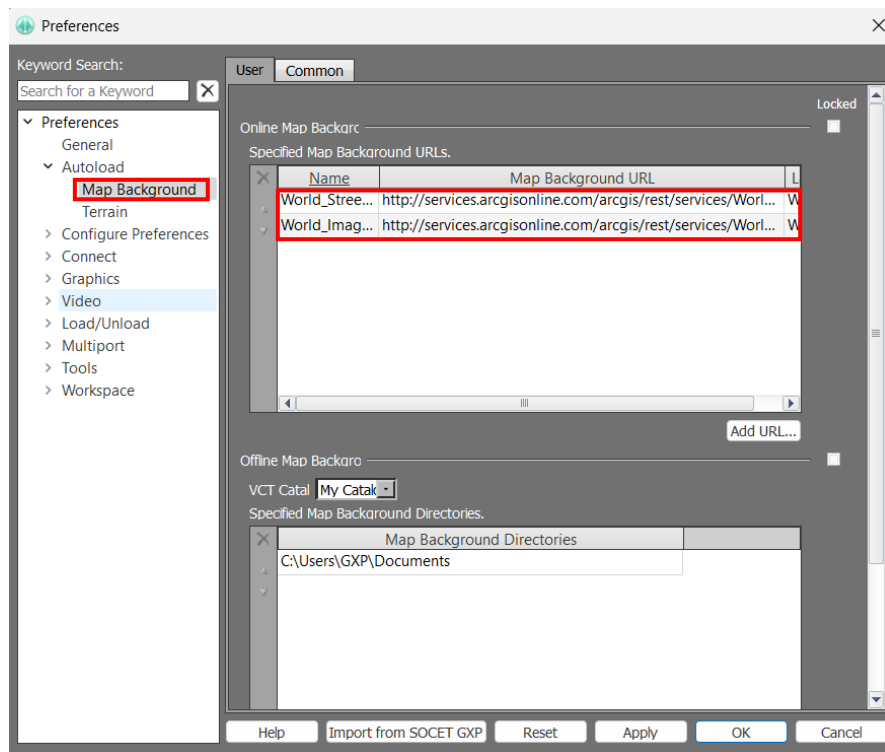 Preferences
Keyword Search:
Search for a Keyword
Preferences
General
Autoload
Map Background
Terrain
Configure Preferences
Connect
Graphics
Video
Load/Unload
Multiport
Tools
Workspace
User Common
Locked
Online Map Backgrc
Specified Map Background URLs.
Name Map Background URL L
World_Stree... http://services.arcgisonline.com/arcgis/rest/services/Worl... W
World_Imag... http://services.arcgisonline.com/arcgis/rest/services/Worl... W
Add URL...
Offline Map Backgro
VCT Catal My Catalo
Specified Map Background Directories.
Map Background Directories
C:\Users\GXP\Documents
Help Import from SOCET GXP Reset Apply OK Cancel